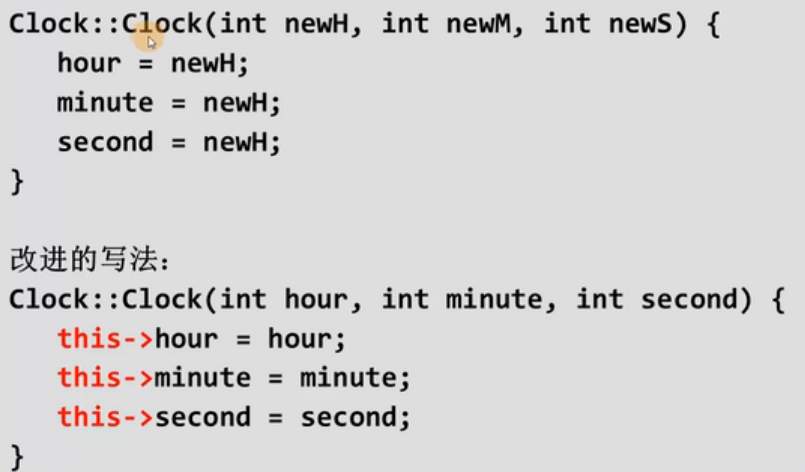 Clock::Clock(int newH, int newM, int newS) {
hour = newH;
minute = newH;
second = newH;
}
改进的写法：
Clock::Clock(int hour, int minute, int second) {
this->hour = hour;
this->minute = minute;
this->second = second;
}